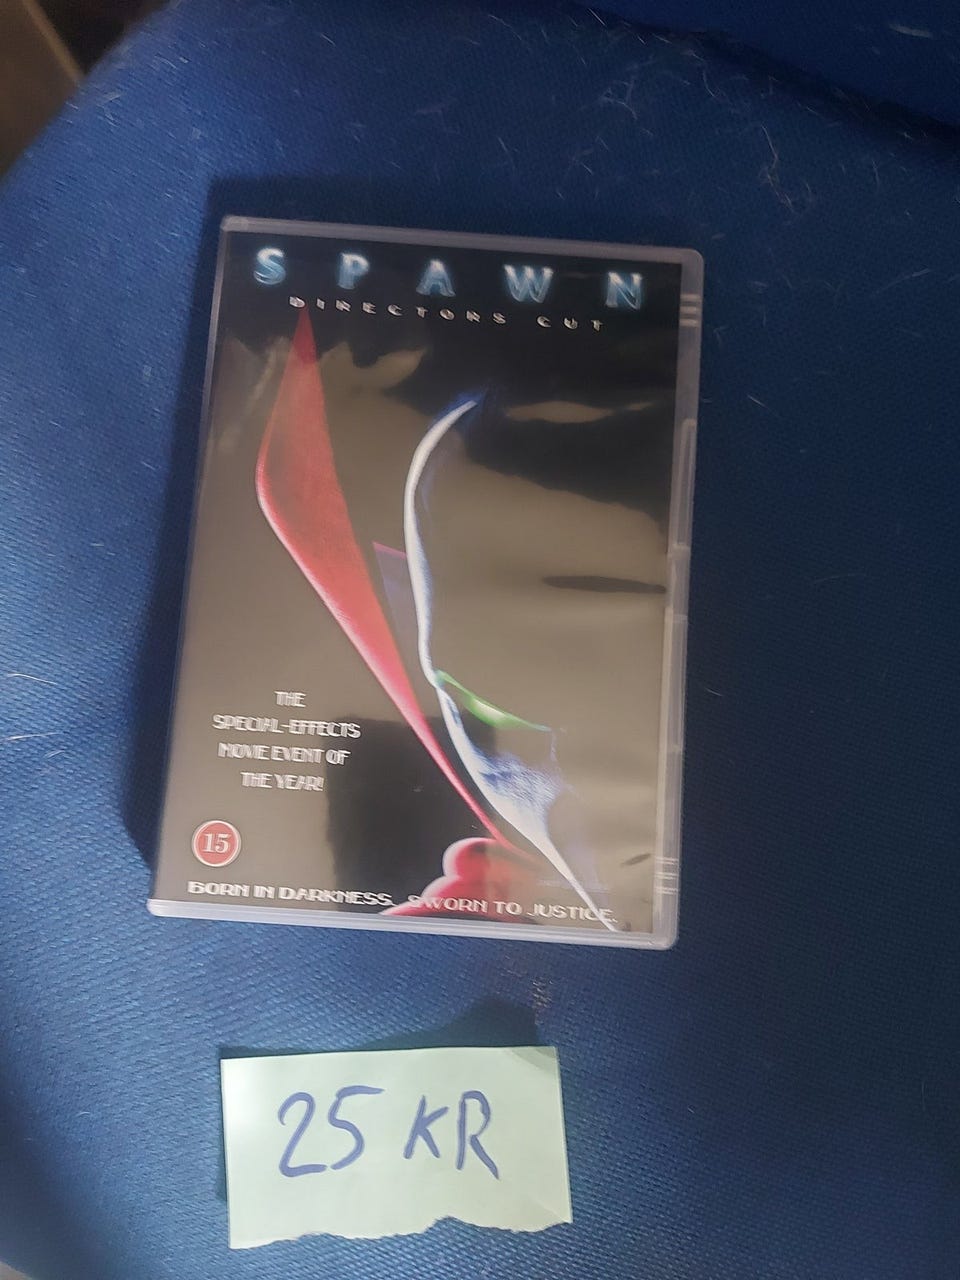 SPAWN
DIRECTORS CUT
THE
SPECIAL-EFFECTS
MOVIE EVENT OF
THE YEAR!
15
BORN IN DARKNESS. SWORN TO JUSTICE.
25 KR